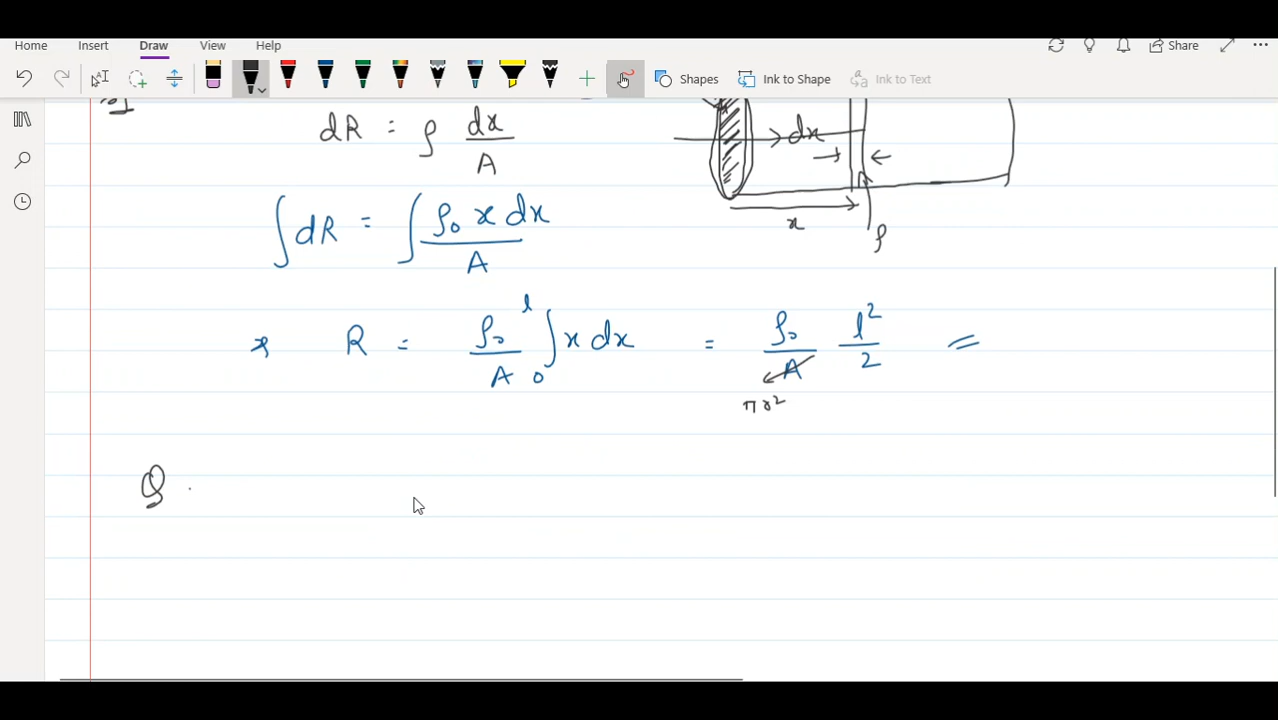 Home Insert Draw View Help Share
Shapes Ink to Shape Ink to Text
dR = ρ dx / A
dx
∫dR = ∫ ρ₀ x dx / A
x
ρ
* R = ρ₀ / A ∫₀ˡ x dx = ρ₀ / A l² / 2 =
πr²
Q.